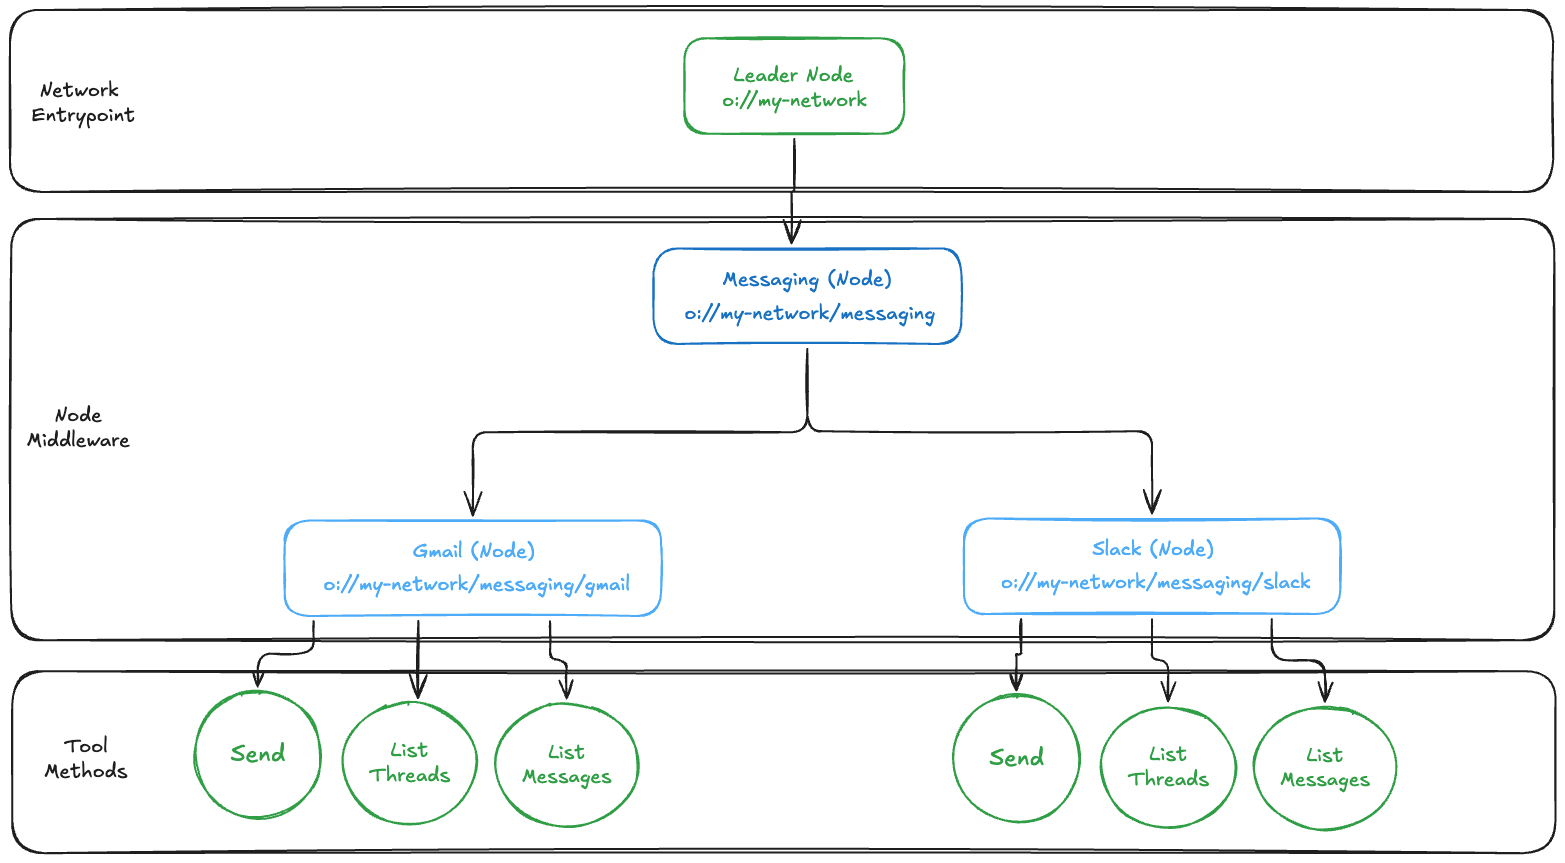 Network
Entrypoint
Leader Node
o://my-network
Node
Middleware
Messaging (Node)
o://my-network/messaging
Gmail (Node)
o://my-network/messaging/gmail
Slack (Node)
o://my-network/messaging/slack
Tool
Methods
Send
List
Threads
List
Messages
Send
List
Threads
List
Messages